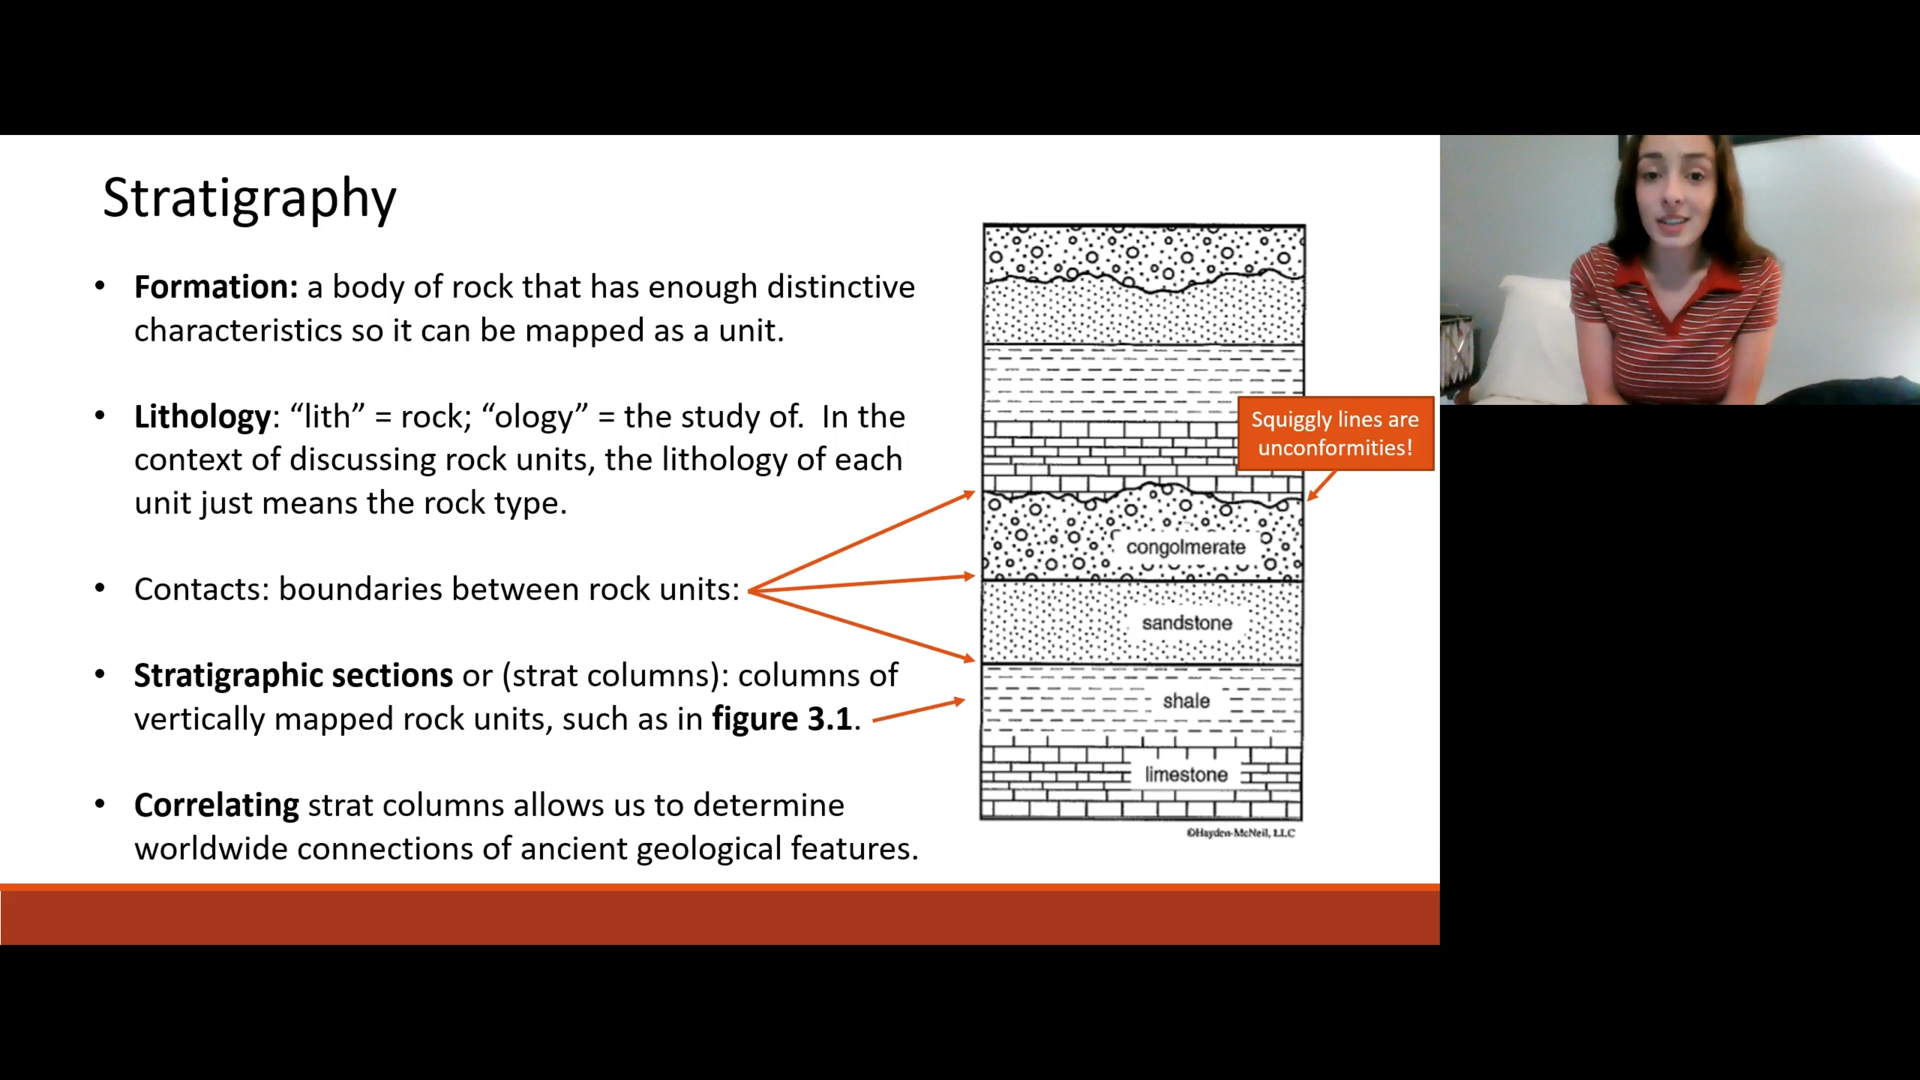 Stratigraphy
• Formation: a body of rock that has enough distinctive
characteristics so it can be mapped as a unit.
• Lithology: “lith” = rock; “ology” = the study of.  In the
context of discussing rock units, the lithology of each
unit just means the rock type.
• Contacts: boundaries between rock units:
• Stratigraphic sections or (strat columns): columns of
vertically mapped rock units, such as in figure 3.1.
• Correlating strat columns allows us to determine
worldwide connections of ancient geological features.
Squiggly lines are
unconformities!
congolmerate
sandstone
shale
limestone
©Hayden-McNeil, LLC